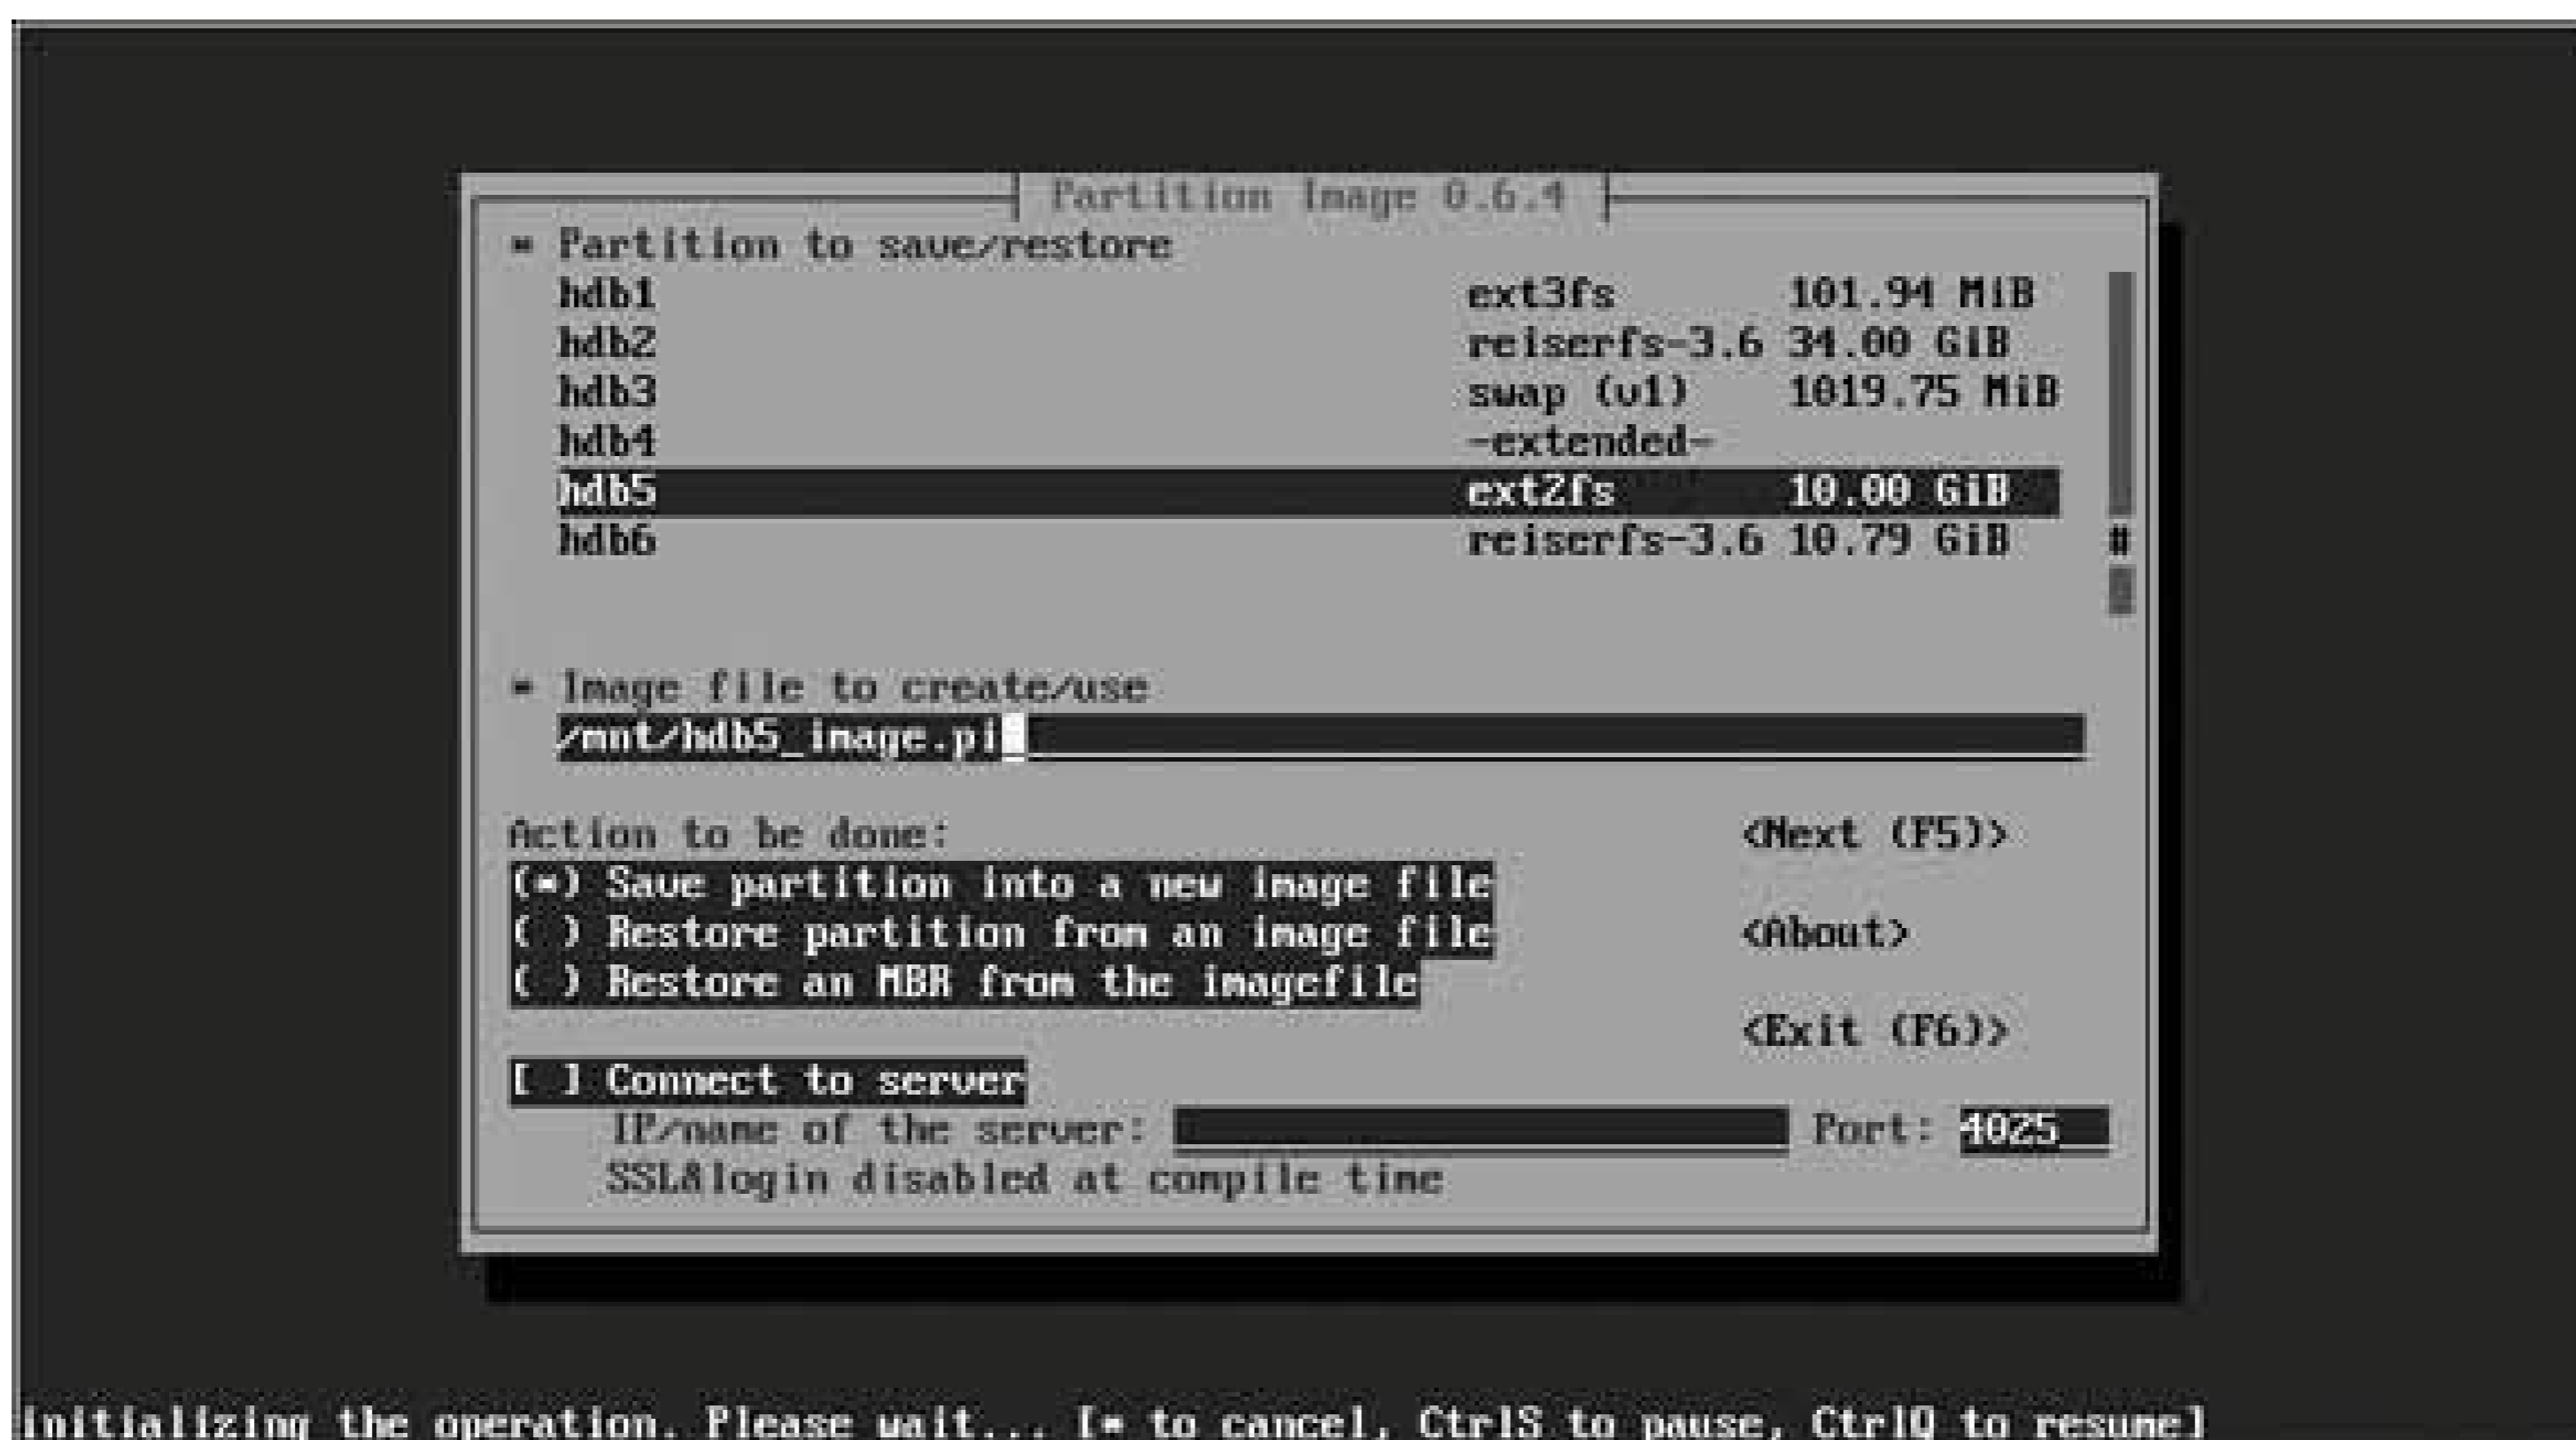 Partition Image 0.6.4
* Partition to save/restore
hdb1 ext3fs 101.94 MiB
hdb2 reiserfs-3.6 34.00 GiB
hdb3 swap (v1) 1019.75 MiB
hdb4 -extended-
hdb5 ext2fs 10.00 GiB
hdb6 reiserfs-3.6 10.79 GiB
#
* Image file to create/use
/mnt/hdb5_image.pi
Action to be done: <Next (F5)>
(*) Save partition into a new image file
( ) Restore partition from an image file <About>
( ) Restore an MBR from the imagefile
<Exit (F6)>
[ ] Connect to server
IP/name of the server: Port: 4025
SSL&login disabled at compile time
initializing the operation. Please wait... [* to cancel, CtrlS to pause, CtrlQ to resume]